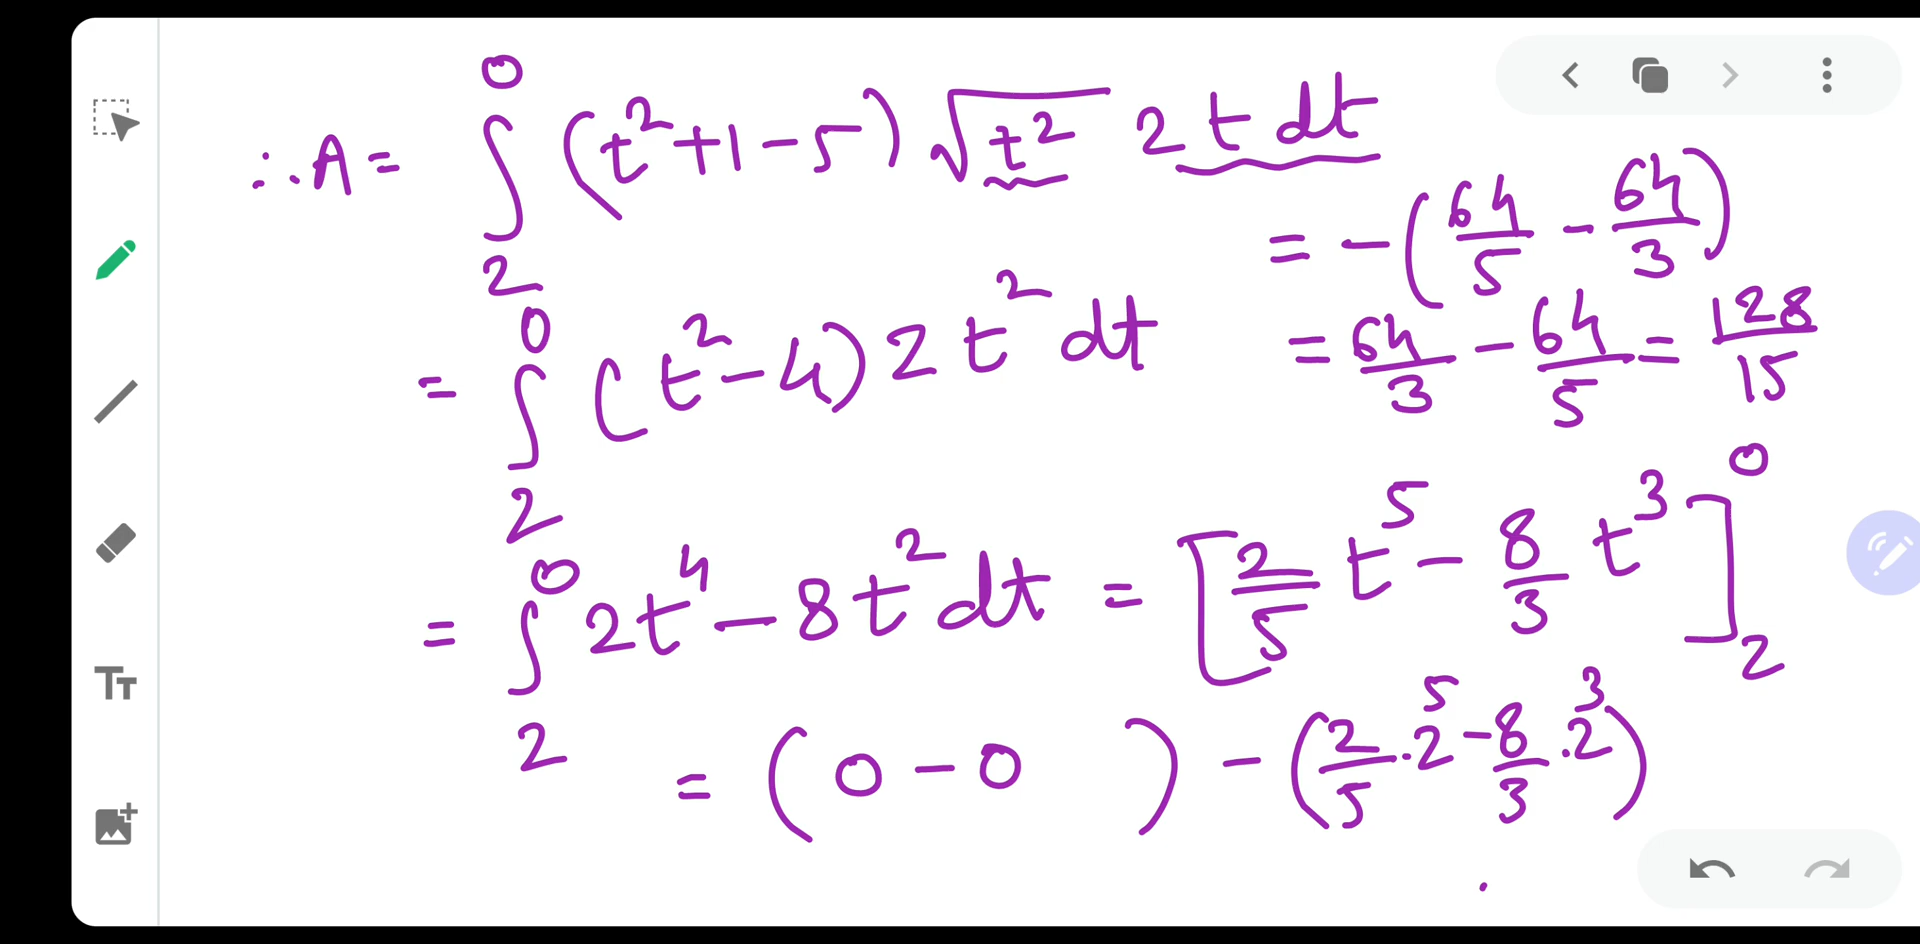 ∴ A = ∫₂⁰ (t² + 1 − 5) √t² 2t dt
= ∫₂⁰ (t² − 4) 2t² dt
= ∫₂⁰ 2t⁴ − 8t² dt = [2/5 t⁵ − 8/3 t³]₂⁰
= (0 − 0) − (2/5 · 2⁵ − 8/3 · 2³)
= − (64/5 − 64/3)
= 64/3 − 64/5 = 128/15
TT